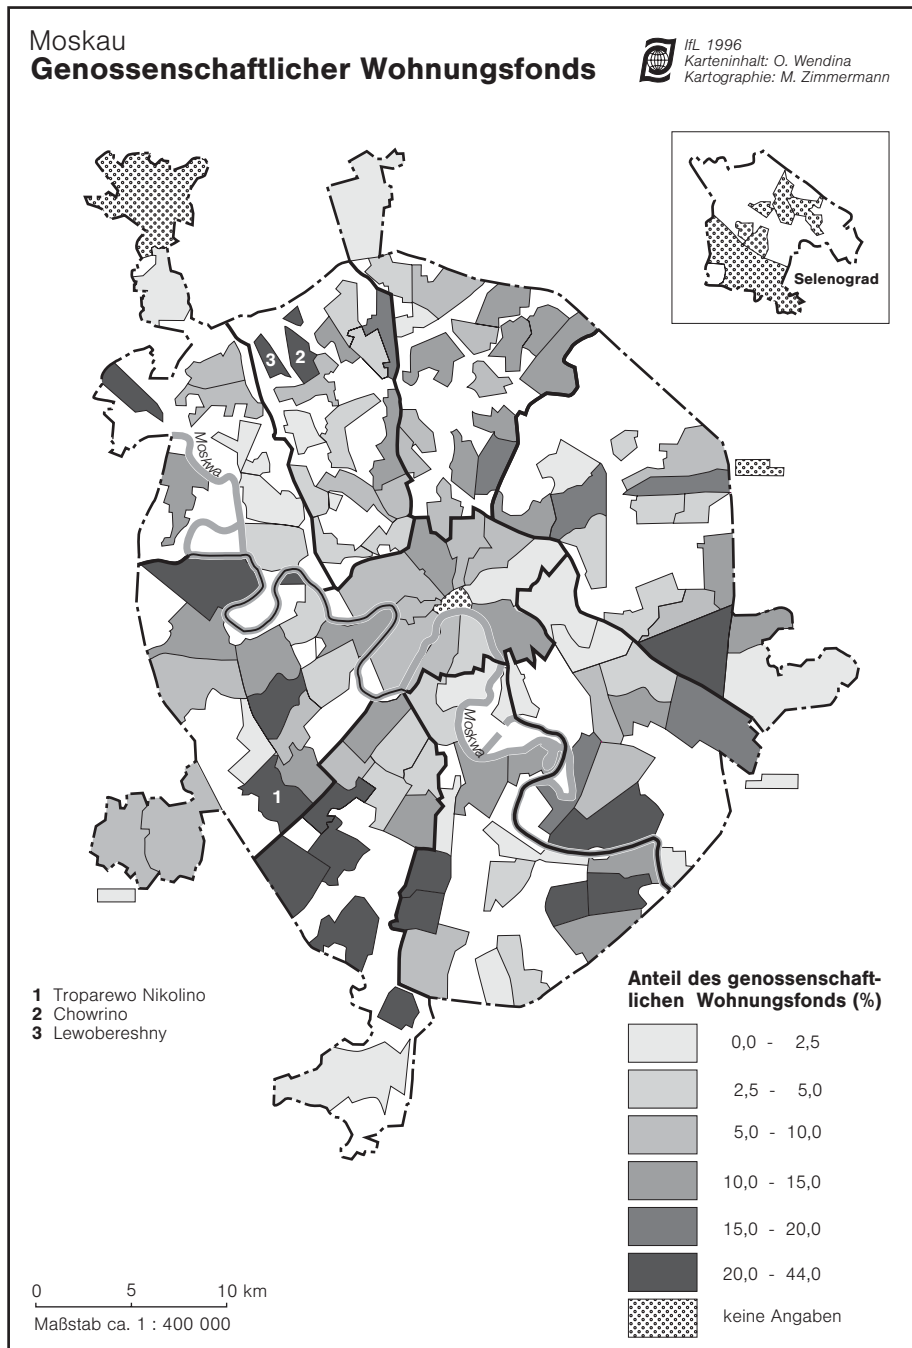 Moskau
Genossenschaftlicher Wohnungsfonds
IfL 1996
Karteninhalt: O. Wendina
Kartographie: M. Zimmermann
Selenograd
3
2
Moskwa
Moskwa
1
1 Troparewo Nikolino
2 Chowrino
3 Lewobereshny
Anteil des genossenschaft-
lichen Wohnungsfonds (%)
0,0 - 2,5
2,5 - 5,0
5,0 - 10,0
10,0 - 15,0
15,0 - 20,0
20,0 - 44,0
keine Angaben
0 5 10 km
Maßstab ca. 1 : 400 000